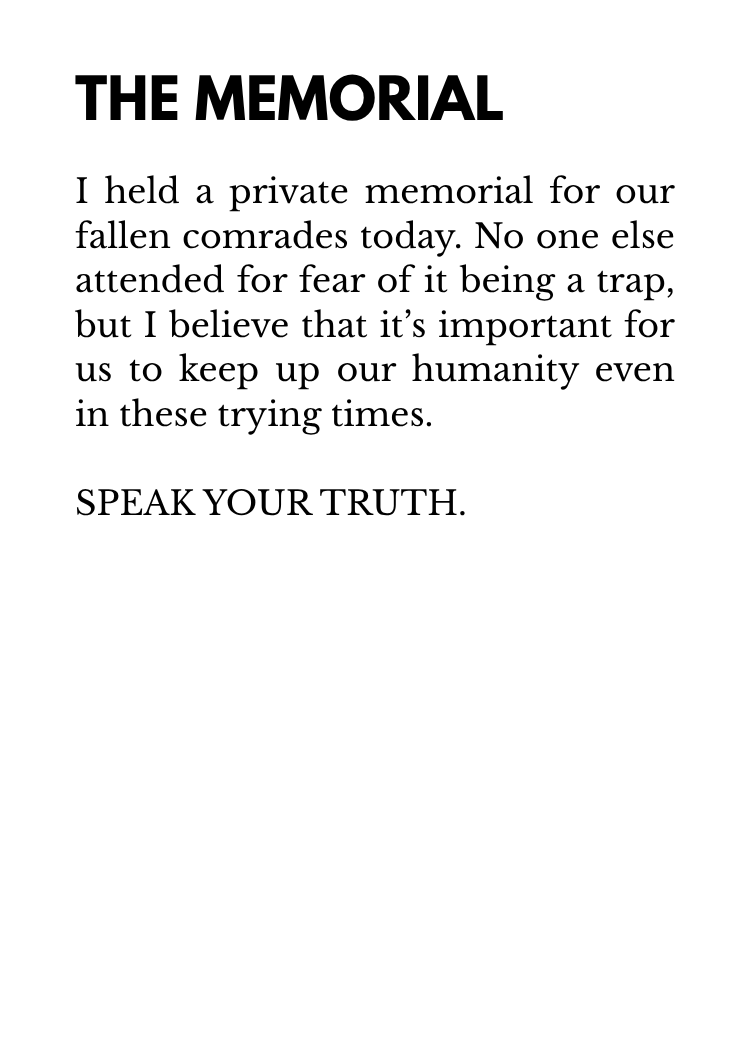 THE MEMORIAL
I held a private memorial for our
fallen comrades today. No one else
attended for fear of it being a trap,
but I believe that it’s important for
us to keep up our humanity even
in these trying times.
SPEAK YOUR TRUTH.